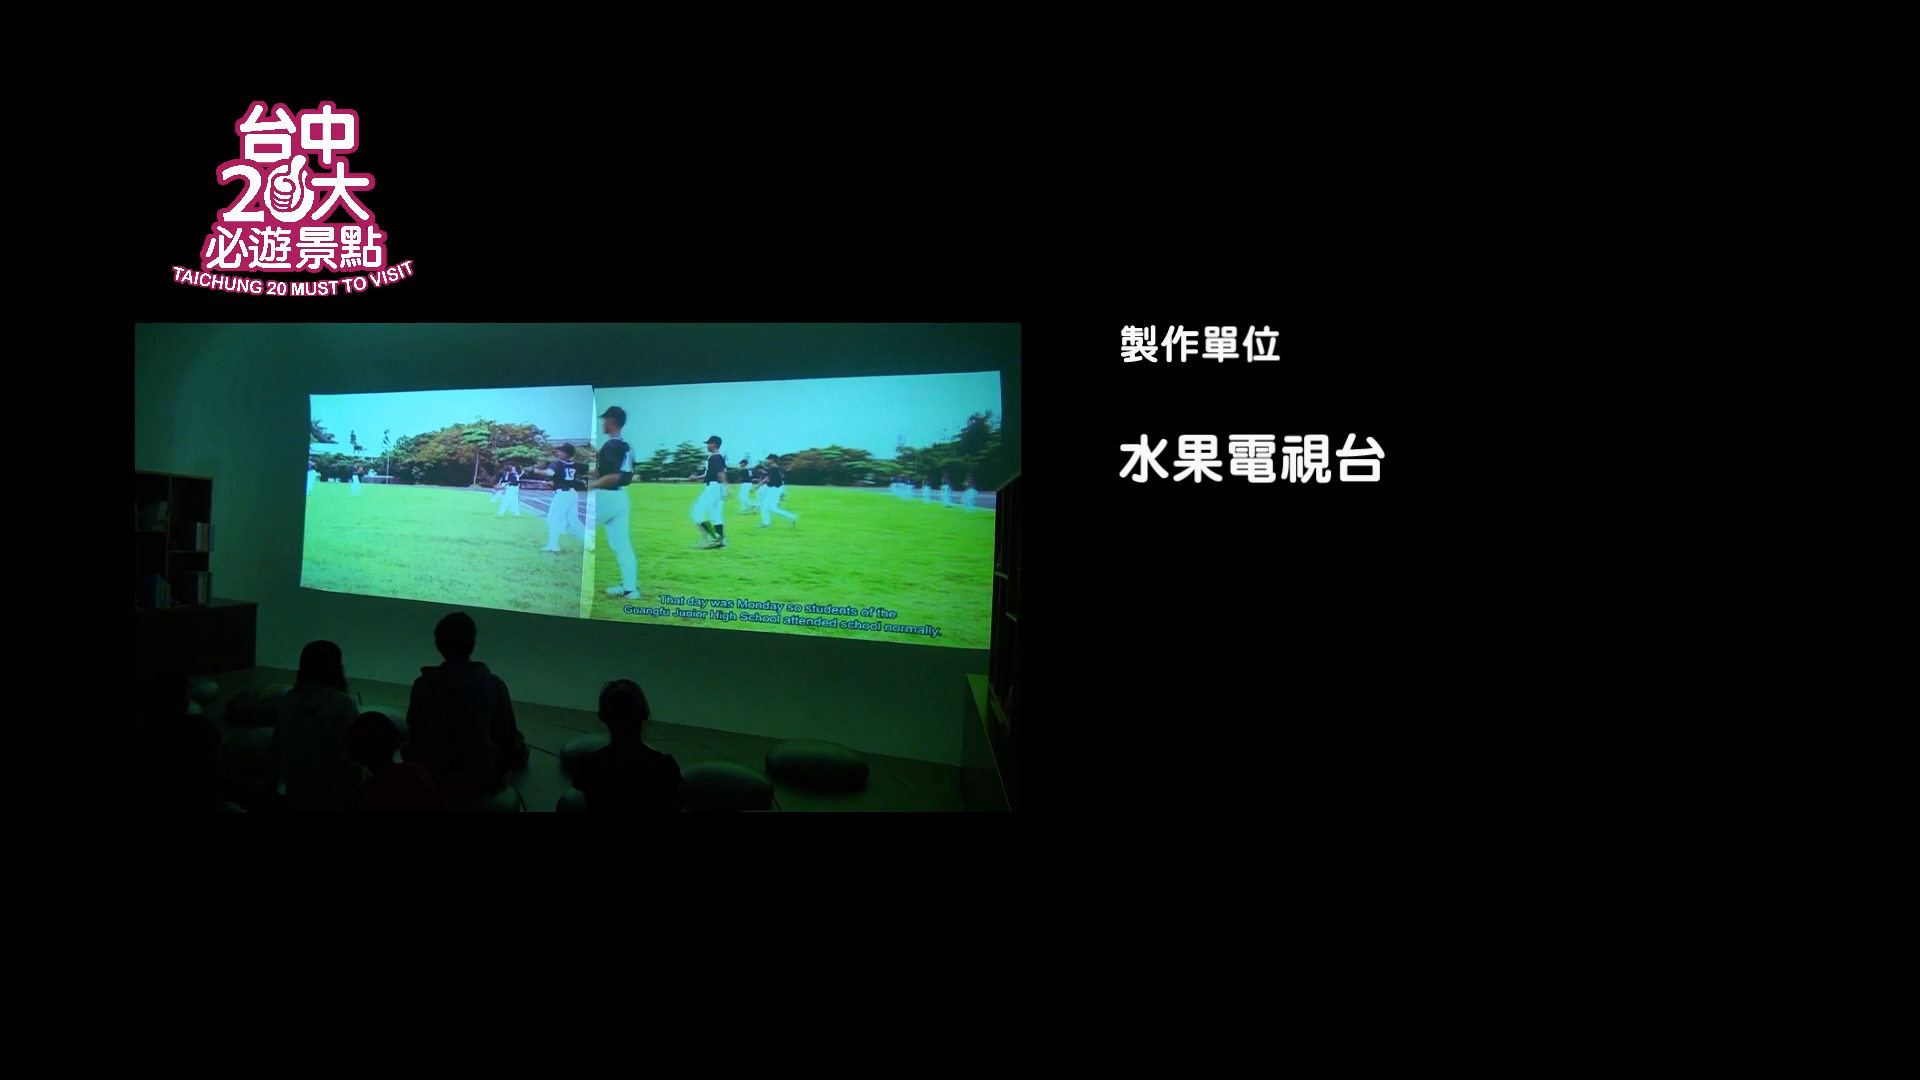 台中
20大
必遊景點
TAICHUNG 20 MUST TO VISIT
製作單位
水果電視台
13
That day was Monday so students of the
Guangfu Junior High School attended school normally.